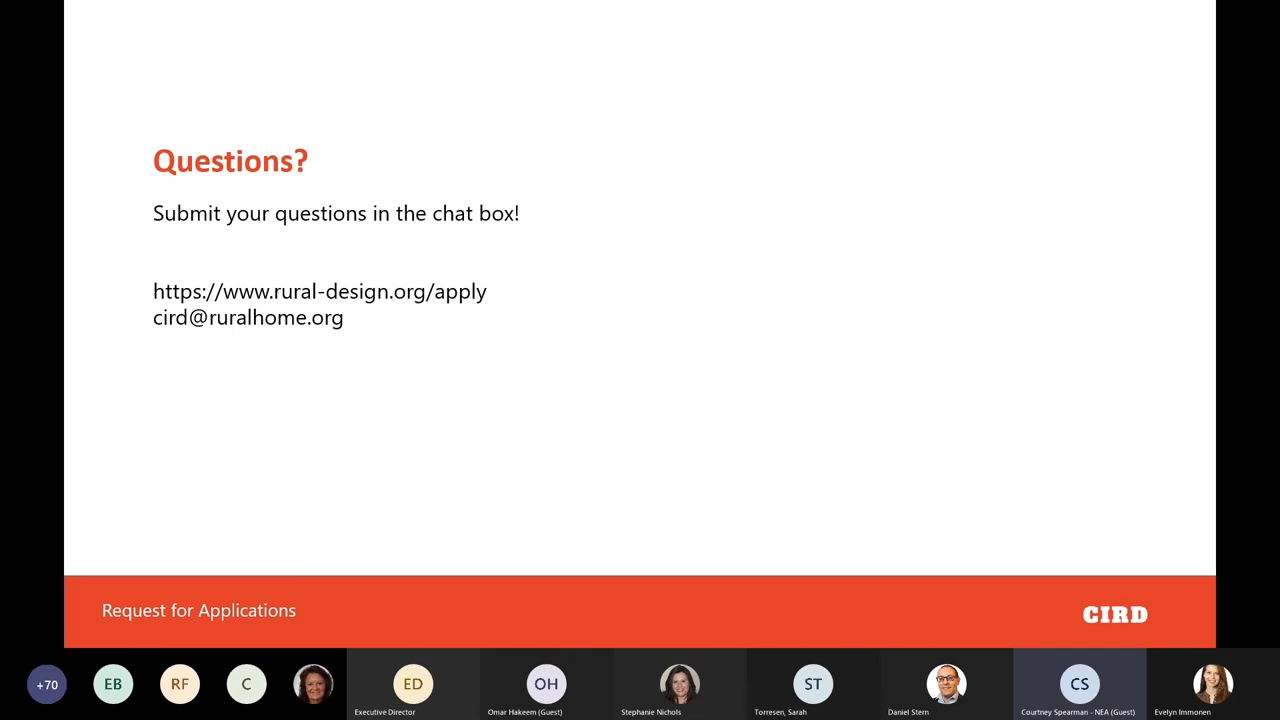 Questions?
Submit your questions in the chat box!
https://www.rural-design.org/apply
cird@ruralhome.org
Request for Applications
CIRD
+70
EB
RF
C
ED
OH
ST
CS
Executive Director
Omar Hakeem (Guest)
Stephanie Nichols
Torresen, Sarah
Daniel Stern
Courtney Spearman - NEA (Guest)
Evelyn Immonen